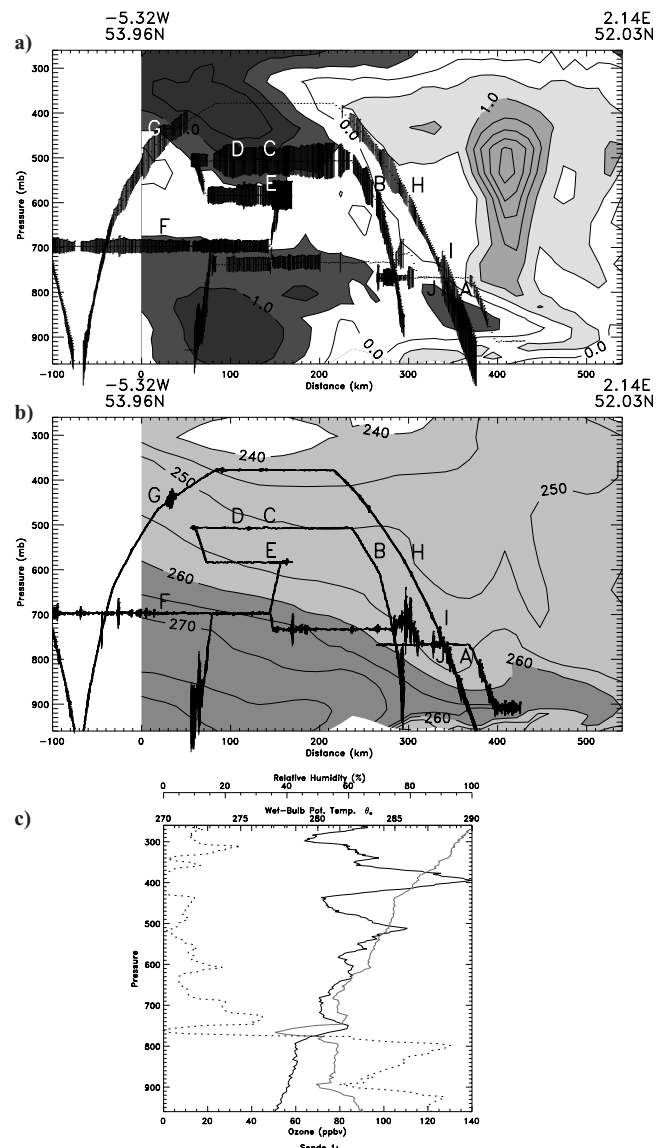 −5.32W 2.14E
53.96N 52.03N
a)
300
400
500
600
700
800
900
Pressure (mb)
G
D C
E
F
B H
I
J A
1.0
0.0
−1.0
0.0
0.0
−100 0 100 200 300 400 500
Distance (km)
−5.32W 2.14E
53.96N 52.03N
b)
300
400
500
600
700
800
900
Pressure (mb)
240 240
250 250
260
270
260
260
G
D C
E
F
B H
I
J A
−100 0 100 200 300 400 500
Distance (km)
Relative Humidity (%)
0 20 40 60 80 100
Wet-Bulb Pot. Temp. θ
270 275 280 285 290
c)
300
400
500
600
700
800
900
Pressure
0 20 40 60 80 100 120 140
Ozone (ppbv)